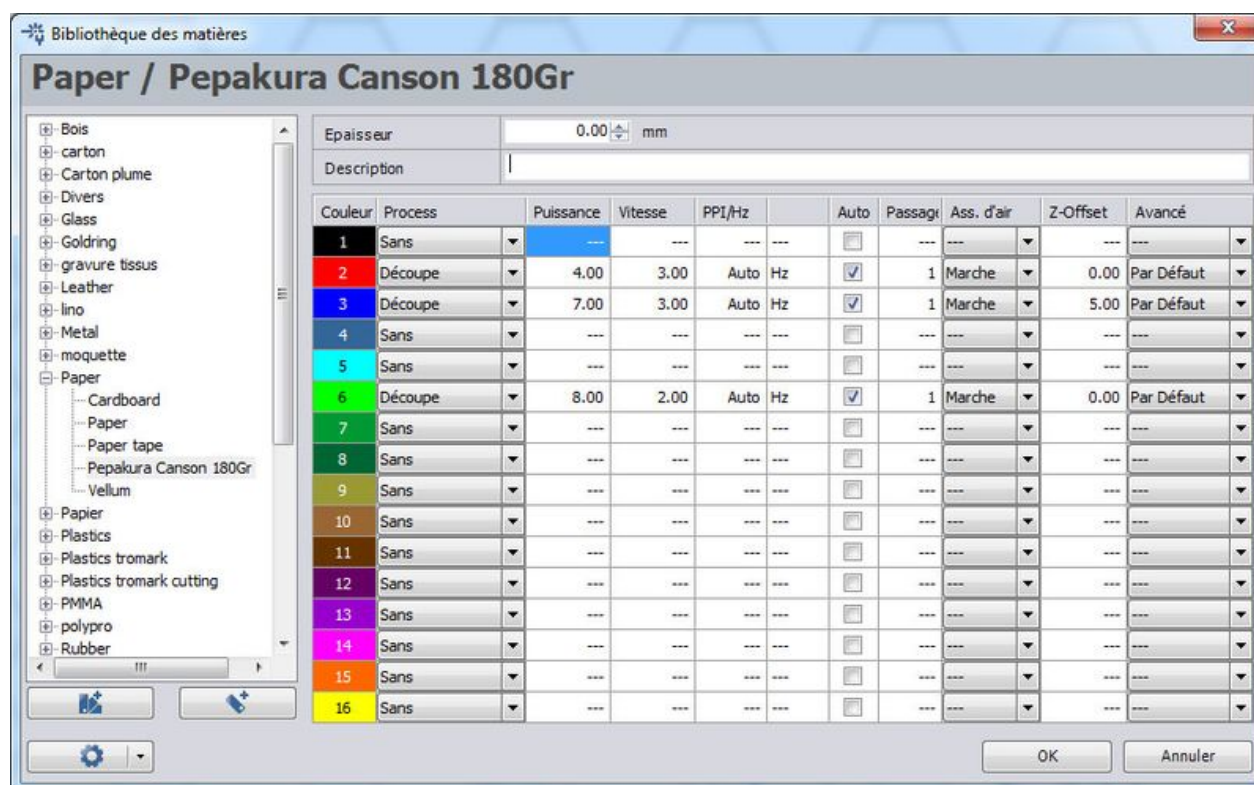 Bibliothèque des matières
Paper / Pepakura Canson 180Gr
Bois
carton
Carton plume
Divers
Glass
Goldring
gravure tissus
Leather
lino
Metal
moquette
Paper
Cardboard
Paper
Paper tape
Pepakura Canson 180Gr
Vellum
Papier
Plastics
Plastics tromark
Plastics tromark cutting
PMMA
polypro
Rubber
Epaisseur 0.00 mm
Description
Couleur Process Puissance Vitesse PPI/Hz Auto Passage Ass. d'air Z-Offset Avancé
1 Sans --- --- --- --- --- --- --- ---
2 Découpe 4.00 3.00 Auto Hz 1 Marche 0.00 Par Défaut
3 Découpe 7.00 3.00 Auto Hz 1 Marche 5.00 Par Défaut
4 Sans --- --- --- --- --- --- --- ---
5 Sans --- --- --- --- --- --- --- ---
6 Découpe 8.00 2.00 Auto Hz 1 Marche 0.00 Par Défaut
7 Sans --- --- --- --- --- --- --- ---
8 Sans --- --- --- --- --- --- --- ---
9 Sans --- --- --- --- --- --- --- ---
10 Sans --- --- --- --- --- --- --- ---
11 Sans --- --- --- --- --- --- --- ---
12 Sans --- --- --- --- --- --- --- ---
13 Sans --- --- --- --- --- --- --- ---
14 Sans --- --- --- --- --- --- --- ---
15 Sans --- --- --- --- --- --- --- ---
16 Sans --- --- --- --- --- --- --- ---
OK Annuler